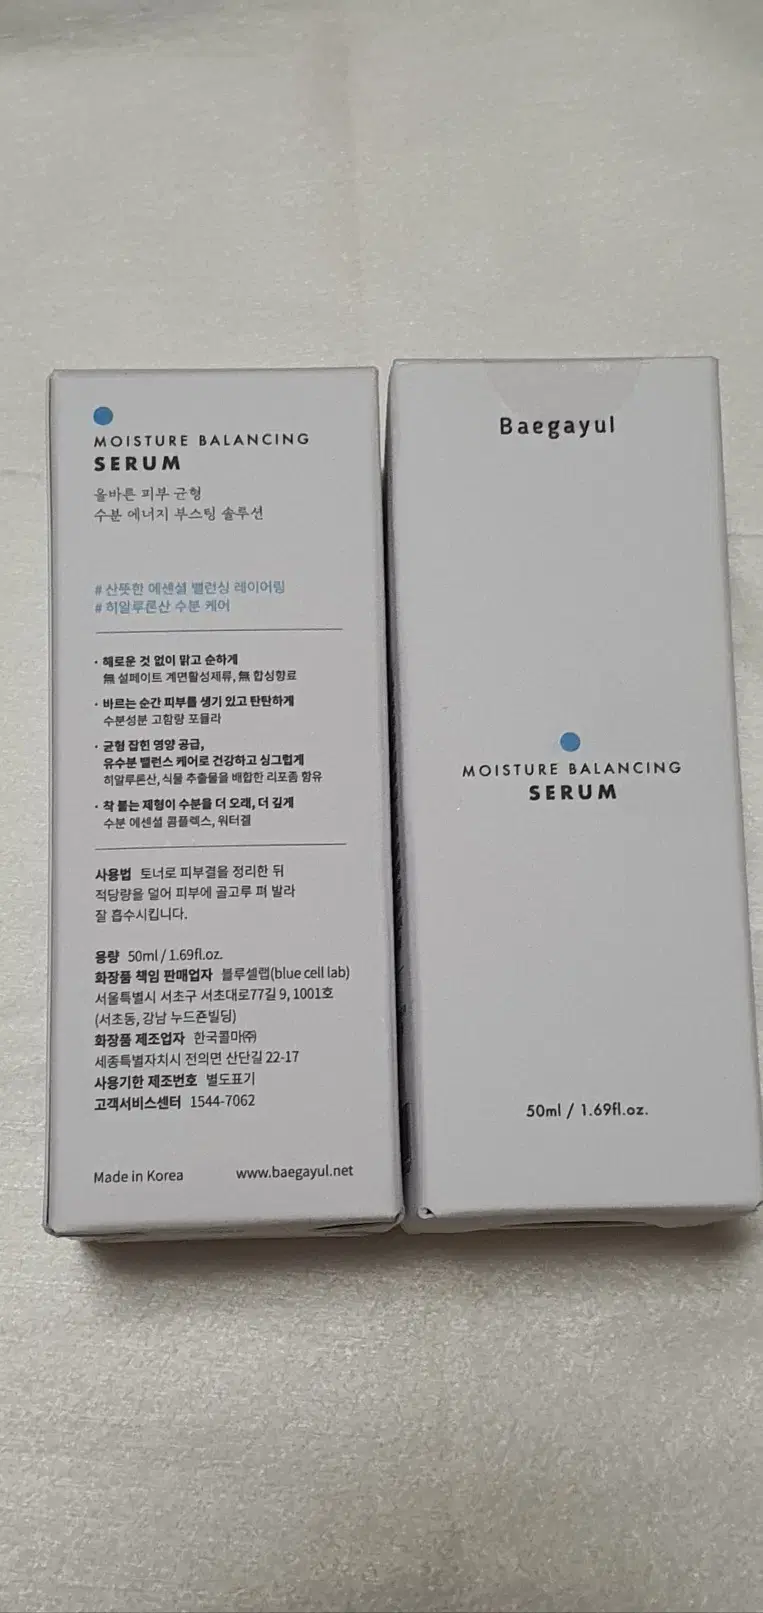 MOISTURE BALANCING
SERUM
올바른 피부 균형
수분 에너지 부스팅 솔루션
# 산뜻한 에센셜 밸런싱 레이어링
# 히알루론산 수분 케어
· 해로운 것 없이 맑고 순하게
無 설페이트 계면활성제류, 無 합성향료
· 바르는 순간 피부를 생기 있고 탄탄하게
수분성분 고함량 포뮬라
· 균형 잡힌 영양 공급,
유수분 밸런스 케어로 건강하고 싱그럽게
히알루론산, 식물 추출물을 배합한 리포좀 함유
· 착 붙는 제형이 수분을 더 오래, 더 깊게
수분 에센셜 콤플렉스, 워터겔
사용법 토너로 피부결을 정리한 뒤
적당량을 덜어 피부에 골고루 펴 발라
잘 흡수시킵니다.
용량 50ml / 1.69fl.oz.
화장품 책임 판매업자 블루셀랩(blue cell lab)
서울특별시 서초구 서초대로77길 9, 1001호
(서초동, 강남 누드죤빌딩)
화장품 제조업자 한국콜마㈜
세종특별자치시 전의면 산단길 22-17
사용기한 제조번호 별도표기
고객서비스센터 1544-7062
Made in Korea www.baegayul.net
Baegayul
MOISTURE BALANCING
SERUM
50ml / 1.69fl.oz.